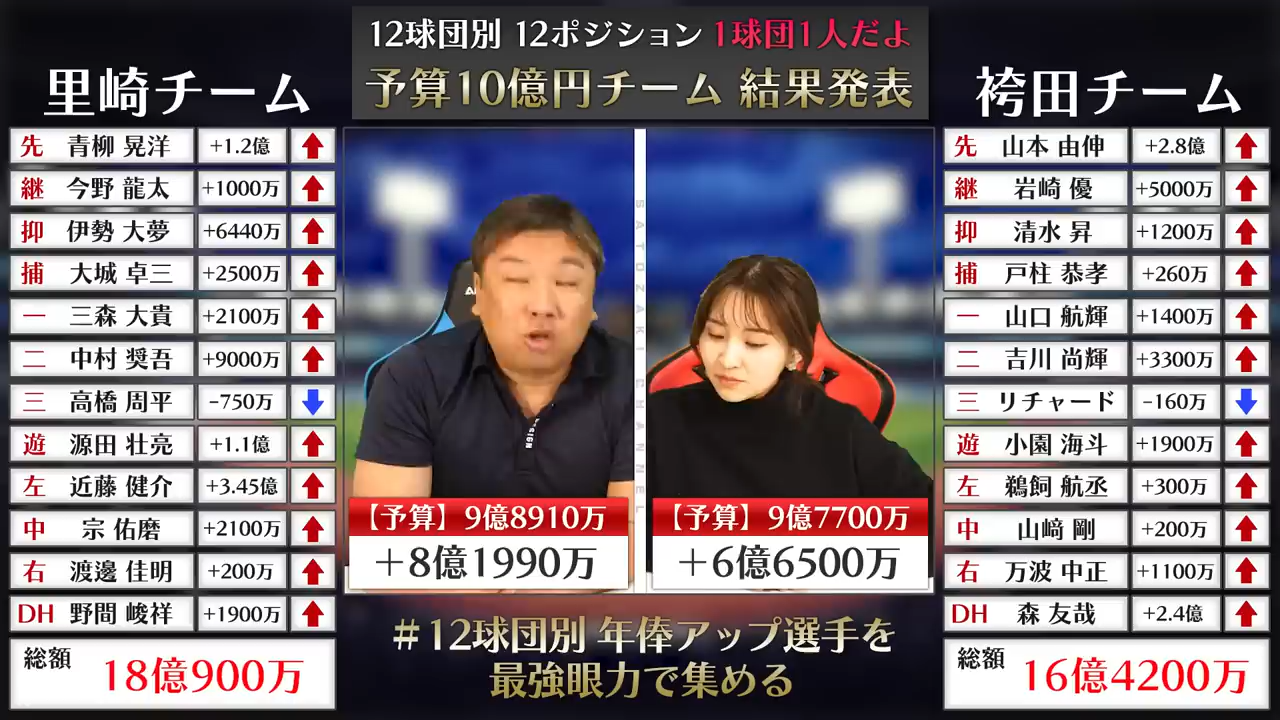 12球団別 12ポジション 1球団1人だよ
予算10億円チーム 結果発表
里崎チーム
先 青柳 晃洋 +1.2億
継 今野 龍太 +1000万
抑 伊勢 大夢 +6440万
捕 大城 卓三 +2500万
一 三森 大貴 +2100万
二 中村 奨吾 +9000万
三 高橋 周平 -750万
遊 源田 壮亮 +1.1億
左 近藤 健介 +3.45億
中 宗 佑磨 +2100万
右 渡邉 佳明 +200万
DH 野間 峻祥 +1900万
総額 18億900万
SATOZAKI CHANNEL
【予算】9億8910万
+8億1990万
【予算】9億7700万
+6億6500万
#12球団別 年俸アップ選手を
最強眼力で集める
袴田チーム
先 山本 由伸 +2.8億
継 岩崎 優 +5000万
抑 清水 昇 +1200万
捕 戸柱 恭孝 +260万
一 山口 航輝 +1400万
二 吉川 尚輝 +3300万
三 リチャード -160万
遊 小園 海斗 +1900万
左 鵜飼 航丞 +300万
中 山﨑 剛 +200万
右 万波 中正 +1100万
DH 森 友哉 +2.4億
総額 16億4200万